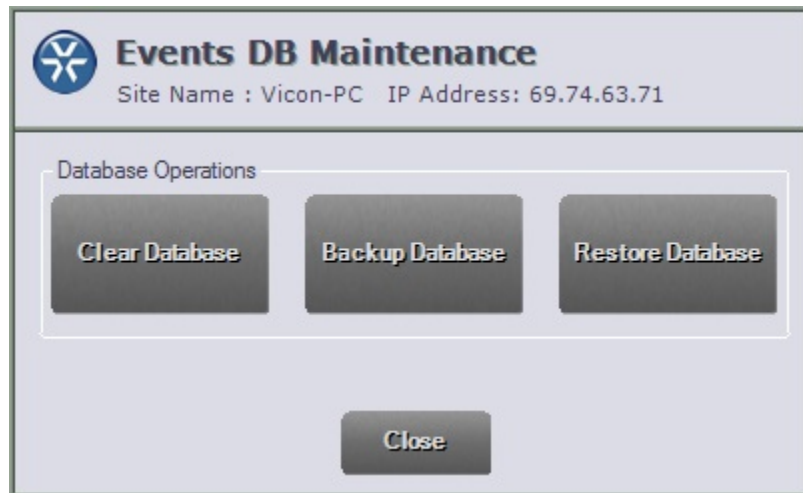 Events DB Maintenance
Site Name : Vicon-PC IP Address: 69.74.63.71
Database Operations
Clear Database Backup Database Restore Database
Close